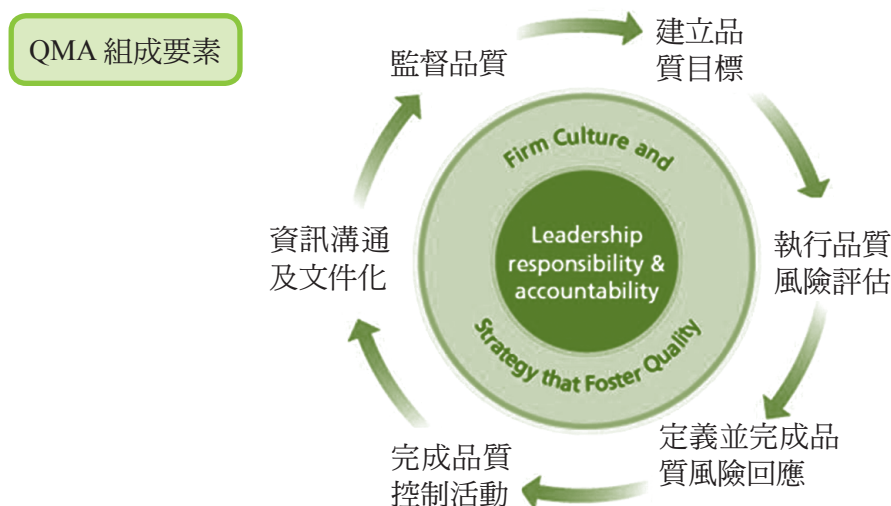 QMA 組成要素
監督品質
建立品
質目標
執行品質
風險評估
定義並完成品
質風險回應
完成品質
控制活動
資訊溝通
及文件化
Firm Culture and
Leadership
responsibility &
accountability
Strategy that Foster Quality